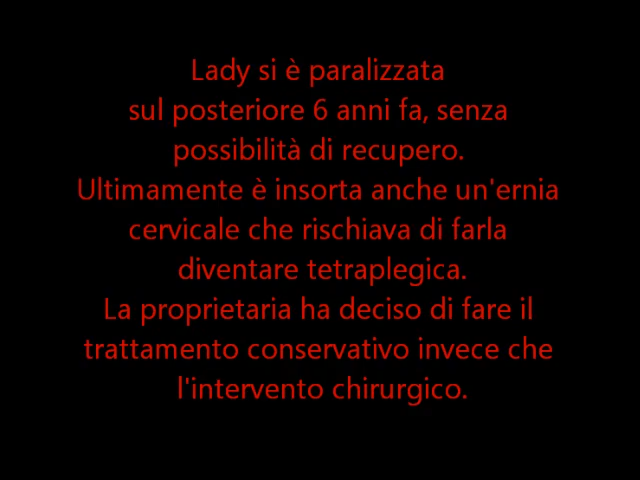 Lady si è paralizzata
sul posteriore 6 anni fa, senza
possibilità di recupero.
Ultimamente è insorta anche un'ernia
cervicale che rischiava di farla
diventare tetraplegica.
La proprietaria ha deciso di fare il
trattamento conservativo invece che
l'intervento chirurgico.